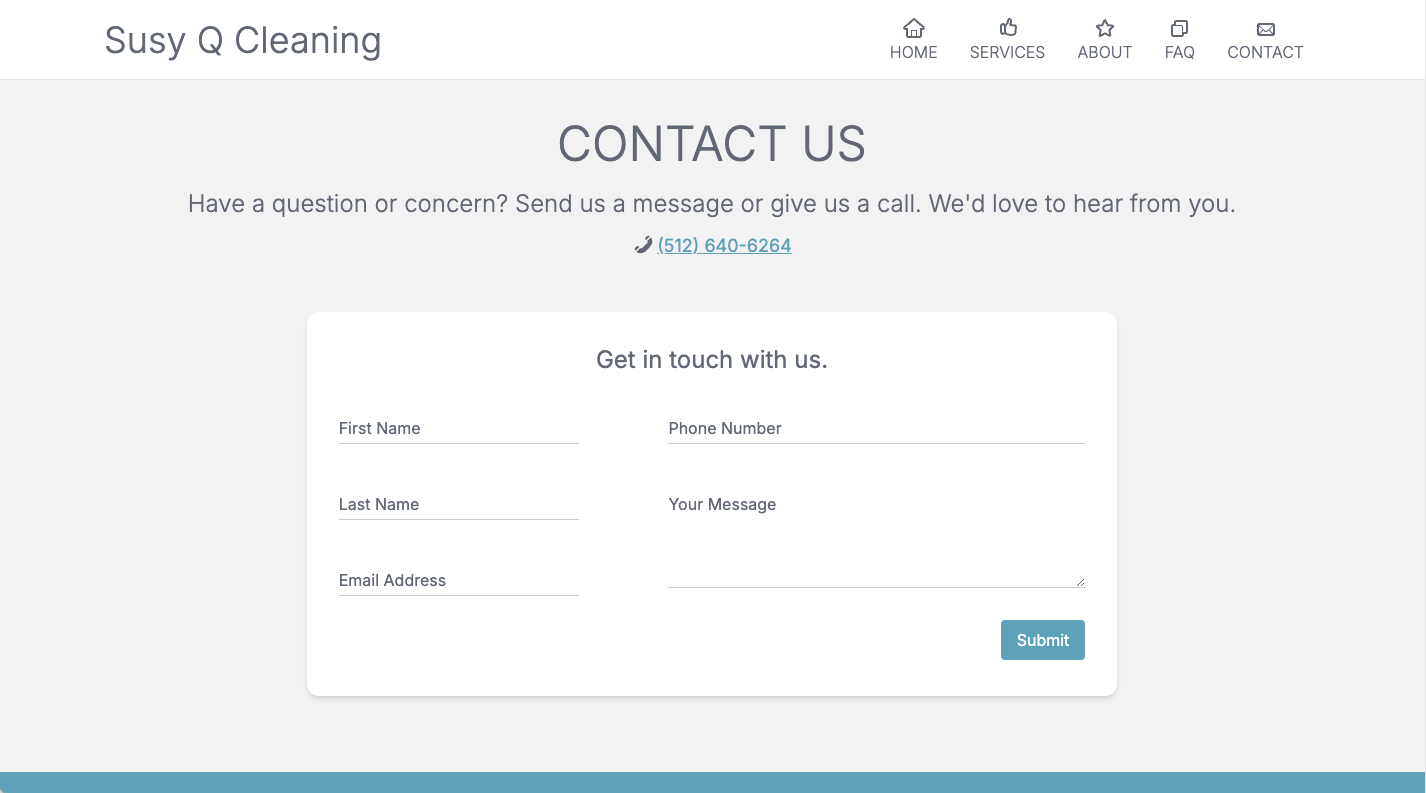 Susy Q Cleaning
HOME
SERVICES
ABOUT
FAQ
CONTACT
CONTACT US
Have a question or concern? Send us a message or give us a call. We'd love to hear from you.
(512) 640-6264
Get in touch with us.
First Name
Phone Number
Last Name
Your Message
Email Address
Submit